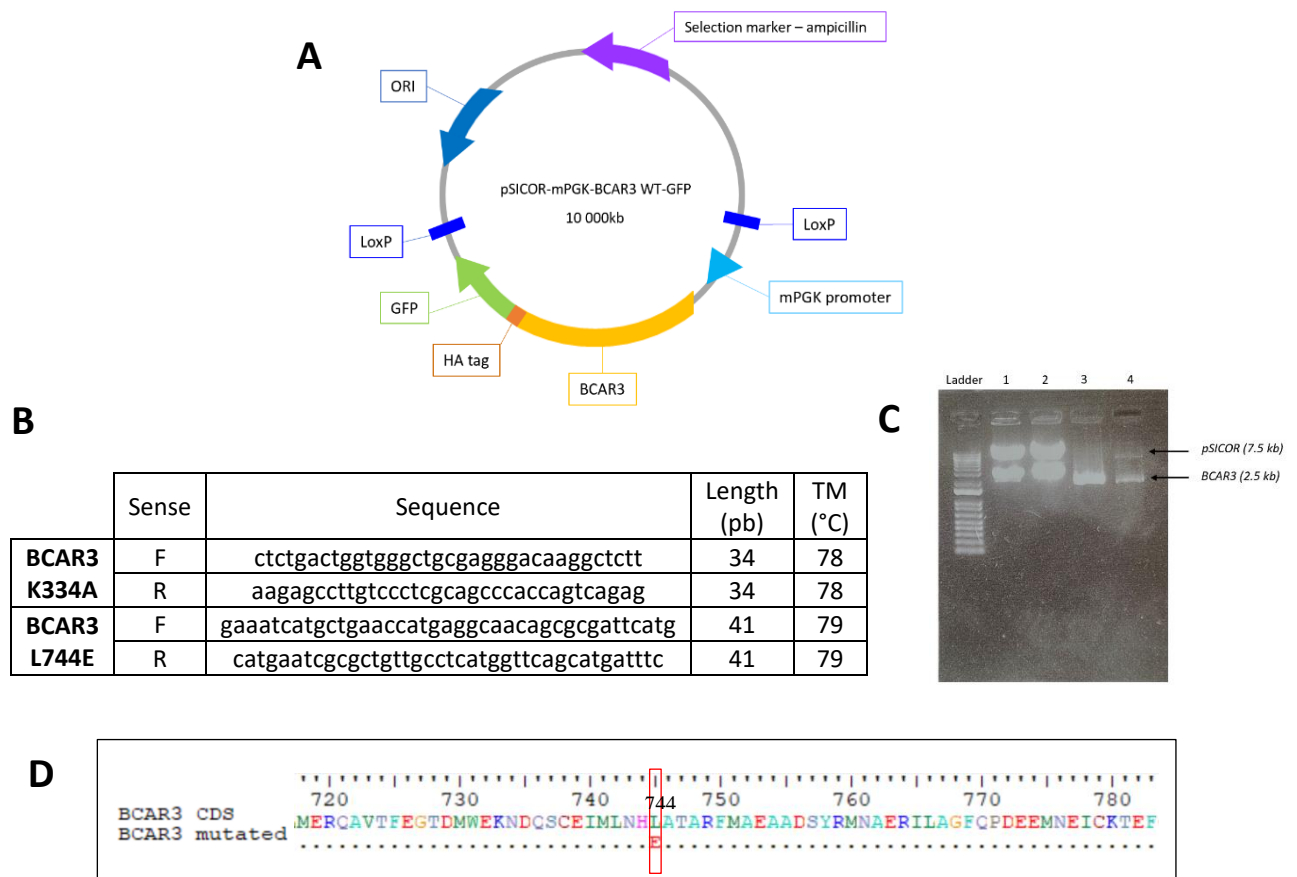 A
Selection marker – ampicillin
ORI
pSICOR-mPGK-BCAR3 WT-GFP
10 000kb
LoxP
LoxP
GFP
mPGK promoter
HA tag
BCAR3
B
Sense Sequence Length (pb) TM (°C)
BCAR3 K334A F ctctgactggtgggctgcgagggacaaggctctt 34 78
R aagagccttgtccctcgcagcccaccagtcagag 34 78
BCAR3 L744E F gaaatcatgctgaaccatgaggcaacagcgcgattcatg 41 79
R catgaatcgcgctgttgcctcatggttcagcatgatttc 41 79
C
Ladder 1 2 3 4
pSICOR (7.5 kb)
BCAR3 (2.5 kb)
D
720 730 740 744 750 760 770 780
BCAR3 CDS MERQAVTFEGTDMWEKNDQSCEIMLNHLATARFMAEAADSYRMNAERILAGFQPDEEMNEICKTEF
BCAR3 mutated ...........................E......................................